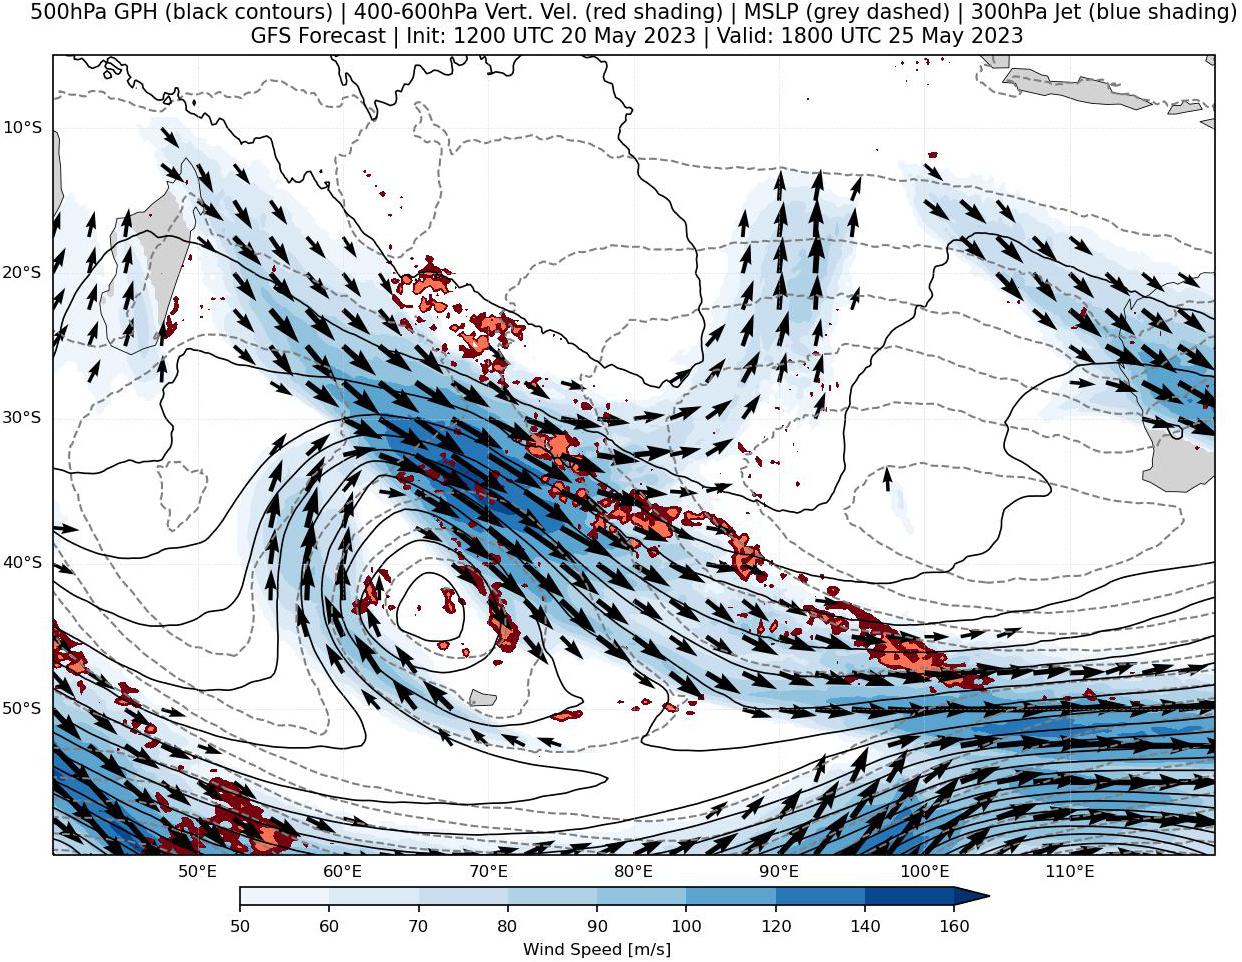 500hPa GPH (black contours) | 400-600hPa Vert. Vel. (red shading) | MSLP (grey dashed) | 300hPa Jet (blue shading)
GFS Forecast | Init: 1200 UTC 20 May 2023 | Valid: 1800 UTC 25 May 2023
10°S
20°S
30°S
40°S
50°S
50°E 60°E 70°E 80°E 90°E 100°E 110°E
50 60 70 80 90 100 120 140 160
Wind Speed [m/s]